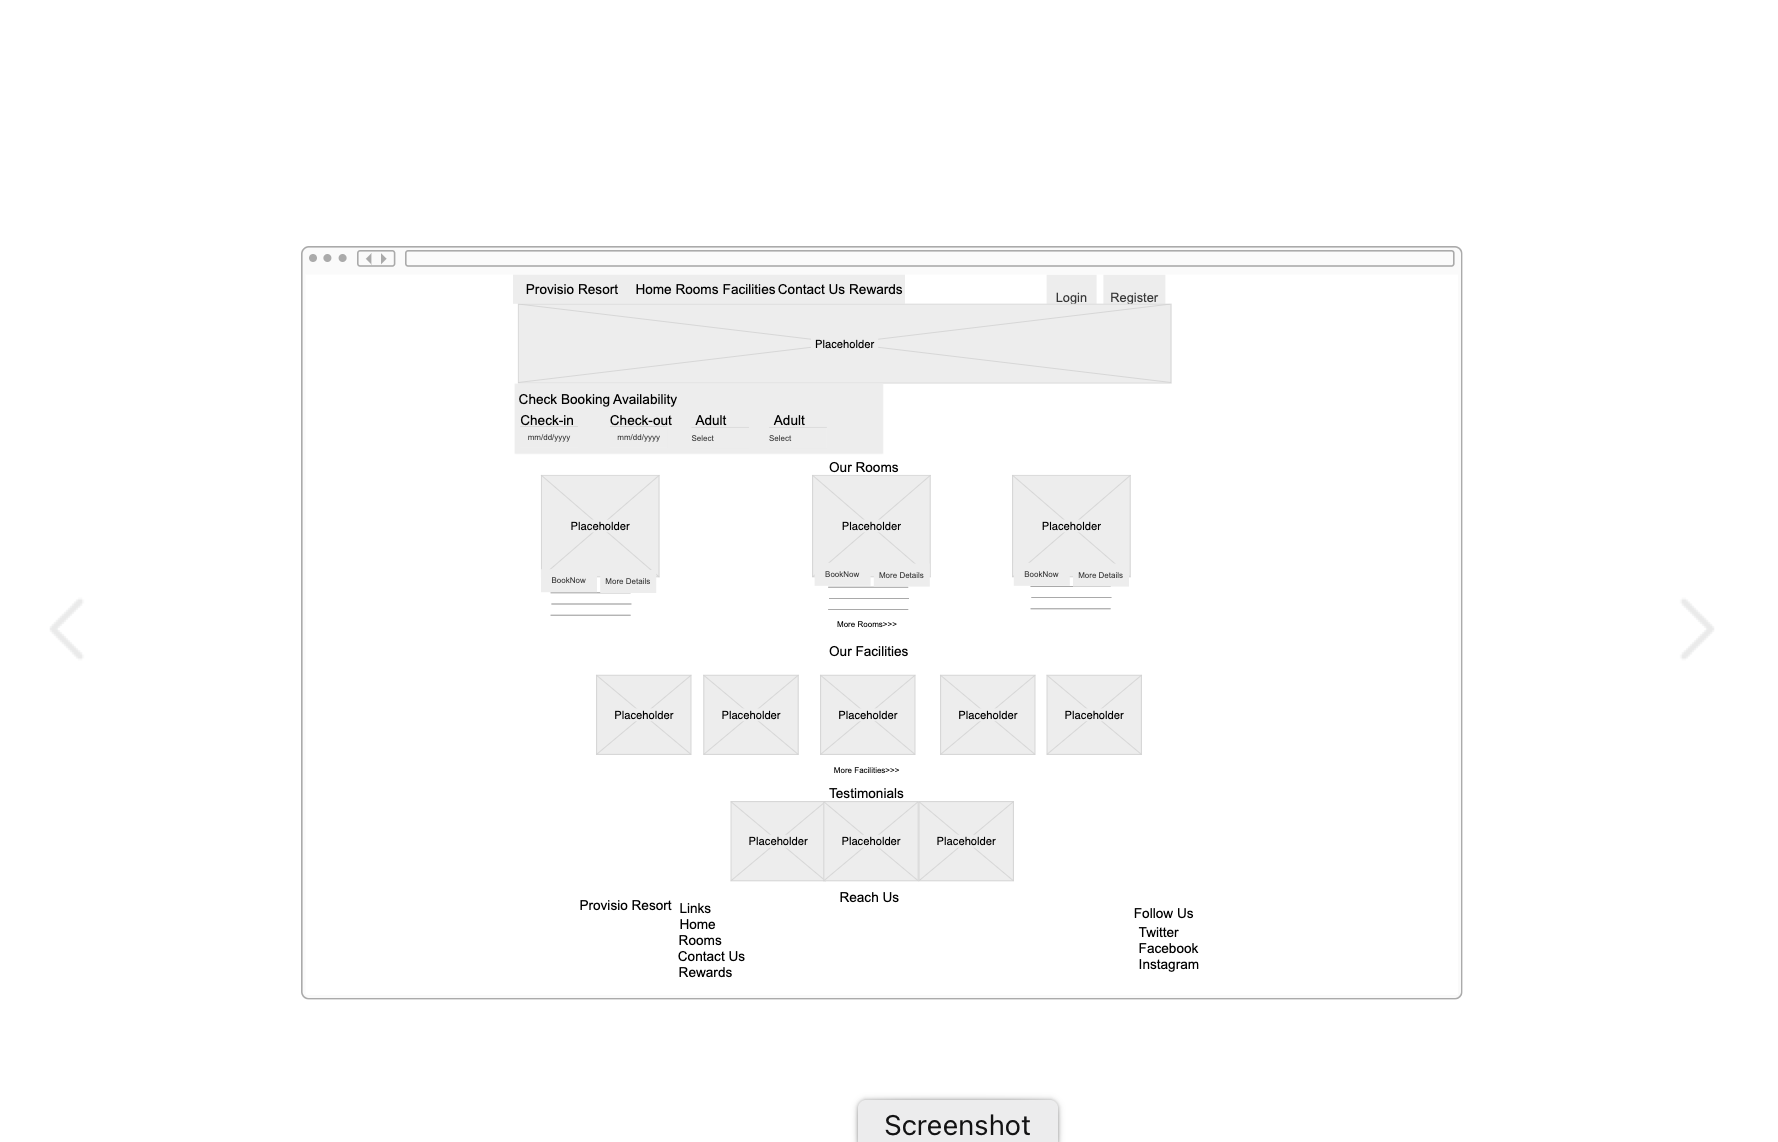 Provisio Resort Home Rooms Facilities Contact Us Rewards
Login Register
Placeholder
Check Booking Availability
Check-in Check-out Adult Adult
mm/dd/yyyy mm/dd/yyyy Select Select
Our Rooms
Placeholder Placeholder Placeholder
BookNow More Details BookNow More Details BookNow More Details
More Rooms>>>
Our Facilities
Placeholder Placeholder Placeholder Placeholder Placeholder
More Facilities>>>
Testimonials
Placeholder Placeholder Placeholder
Reach Us
Provisio Resort
Links
Home
Rooms
Contact Us
Rewards
Follow Us
Twitter
Facebook
Instagram
Screenshot